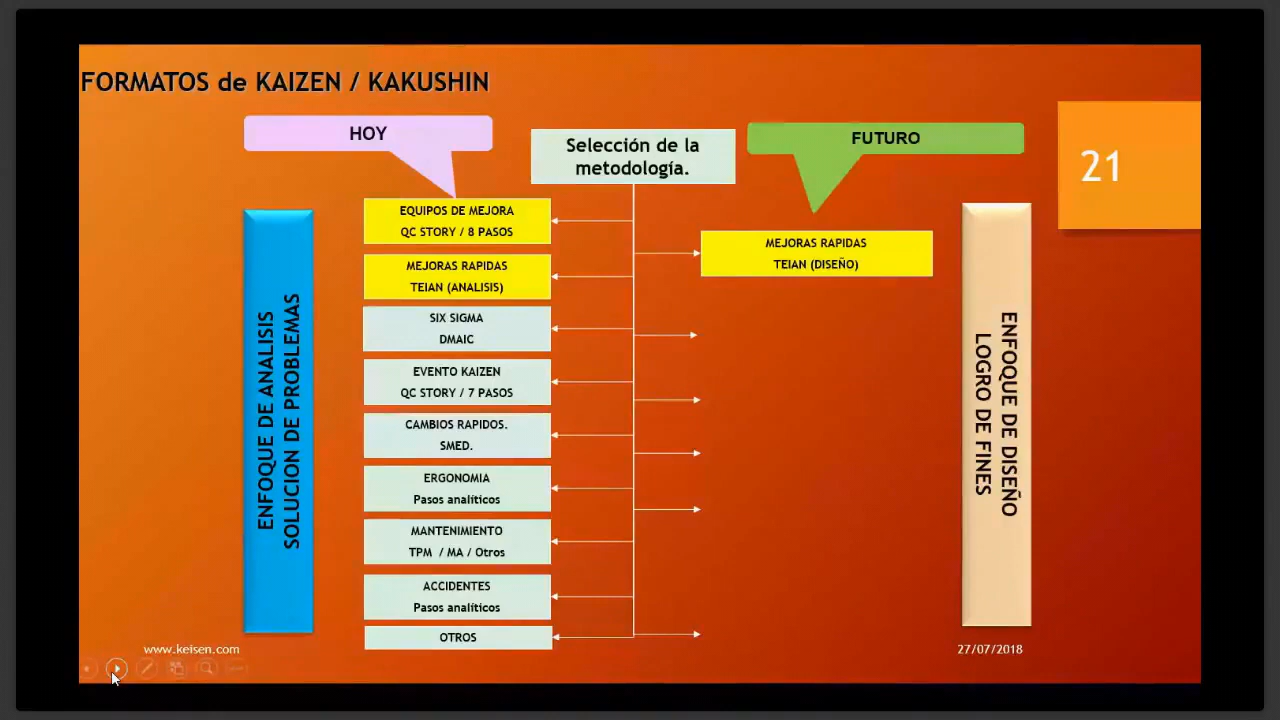 FORMATOS de KAIZEN / KAKUSHIN
HOY
Selección de la
metodología.
FUTURO
21
ENFOQUE DE ANALISIS
SOLUCION DE PROBLEMAS
EQUIPOS DE MEJORA
QC STORY / 8 PASOS
MEJORAS RAPIDAS
TEIAN (ANALISIS)
SIX SIGMA
DMAIC
EVENTO KAIZEN
QC STORY / 7 PASOS
CAMBIOS RAPIDOS.
SMED.
ERGONOMIA
Pasos analíticos
MANTENIMIENTO
TPM / MA / Otros
ACCIDENTES
Pasos analíticos
OTROS
MEJORAS RAPIDAS
TEIAN (DISEÑO)
ENFOQUE DE DISEÑO
LOGRO DE FINES
www.keisen.com
27/07/2018